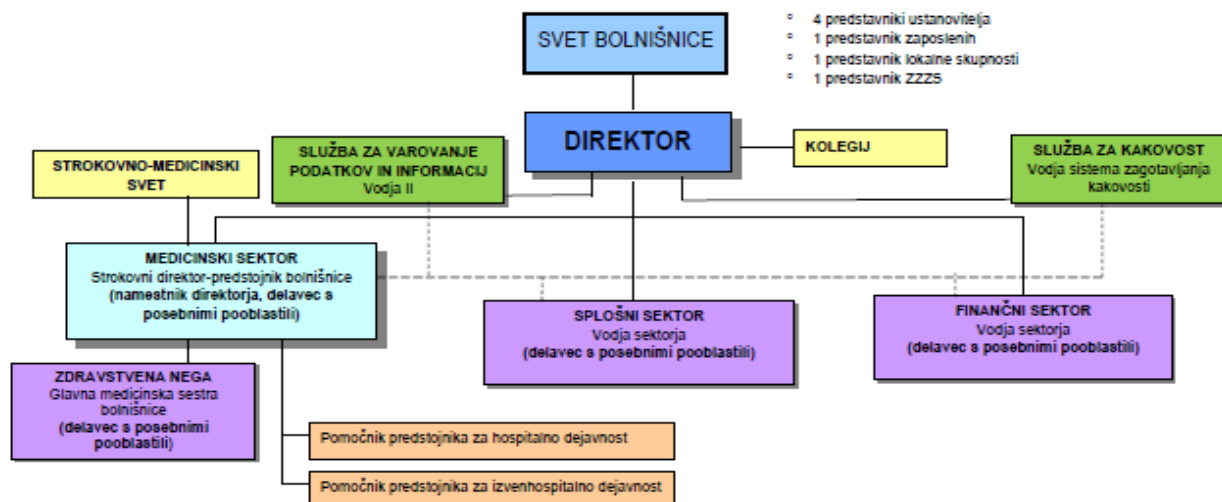 SVET BOLNIŠNICE
° 4 predstavniki ustanovitelja
° 1 predstavnik zaposlenih
° 1 predstavnik lokalne skupnosti
° 1 predstavnik ZZZS
DIREKTOR
KOLEGIJ
SLUŽBA ZA VAROVANJE
PODATKOV IN INFORMACIJ
Vodja II
SLUŽBA ZA KAKOVOST
Vodja sistema zagotavljanja
kakovosti
STROKOVNO-MEDICINSKI
SVET
MEDICINSKI SEKTOR
Strokovni direktor-predstojnik bolnišnice
(namestnik direktorja, delavec s
posebnimi pooblastili)
SPLOŠNI SEKTOR
Vodja sektorja
(delavec s posebnimi pooblastili)
FINANČNI SEKTOR
Vodja sektorja
(delavec s posebnimi pooblastili)
ZDRAVSTVENA NEGA
Glavna medicinska sestra
bolnišnice
(delavec s posebnimi
pooblastili)
Pomočnik predstojnika za hospitalno dejavnost
Pomočnik predstojnika za izvenhospitalno dejavnost